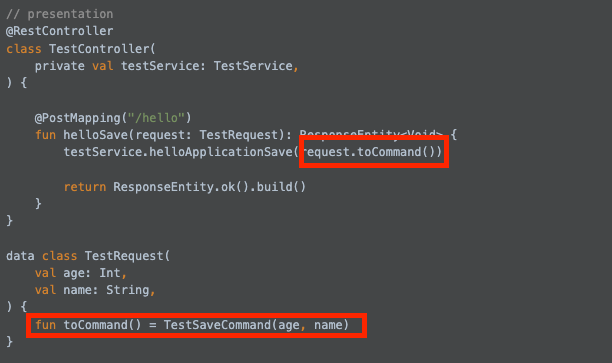 // presentation
@RestController
class TestController(
    private val testService: TestService,
) {
    @PostMapping("/hello")
    fun helloSave(request: TestRequest): ResponseEntity<Void> {
        testService.helloApplicationSave(request.toCommand())
        return ResponseEntity.ok().build()
    }
}
data class TestRequest(
    val age: Int,
    val name: String,
) {
    fun toCommand() = TestSaveCommand(age, name)
}